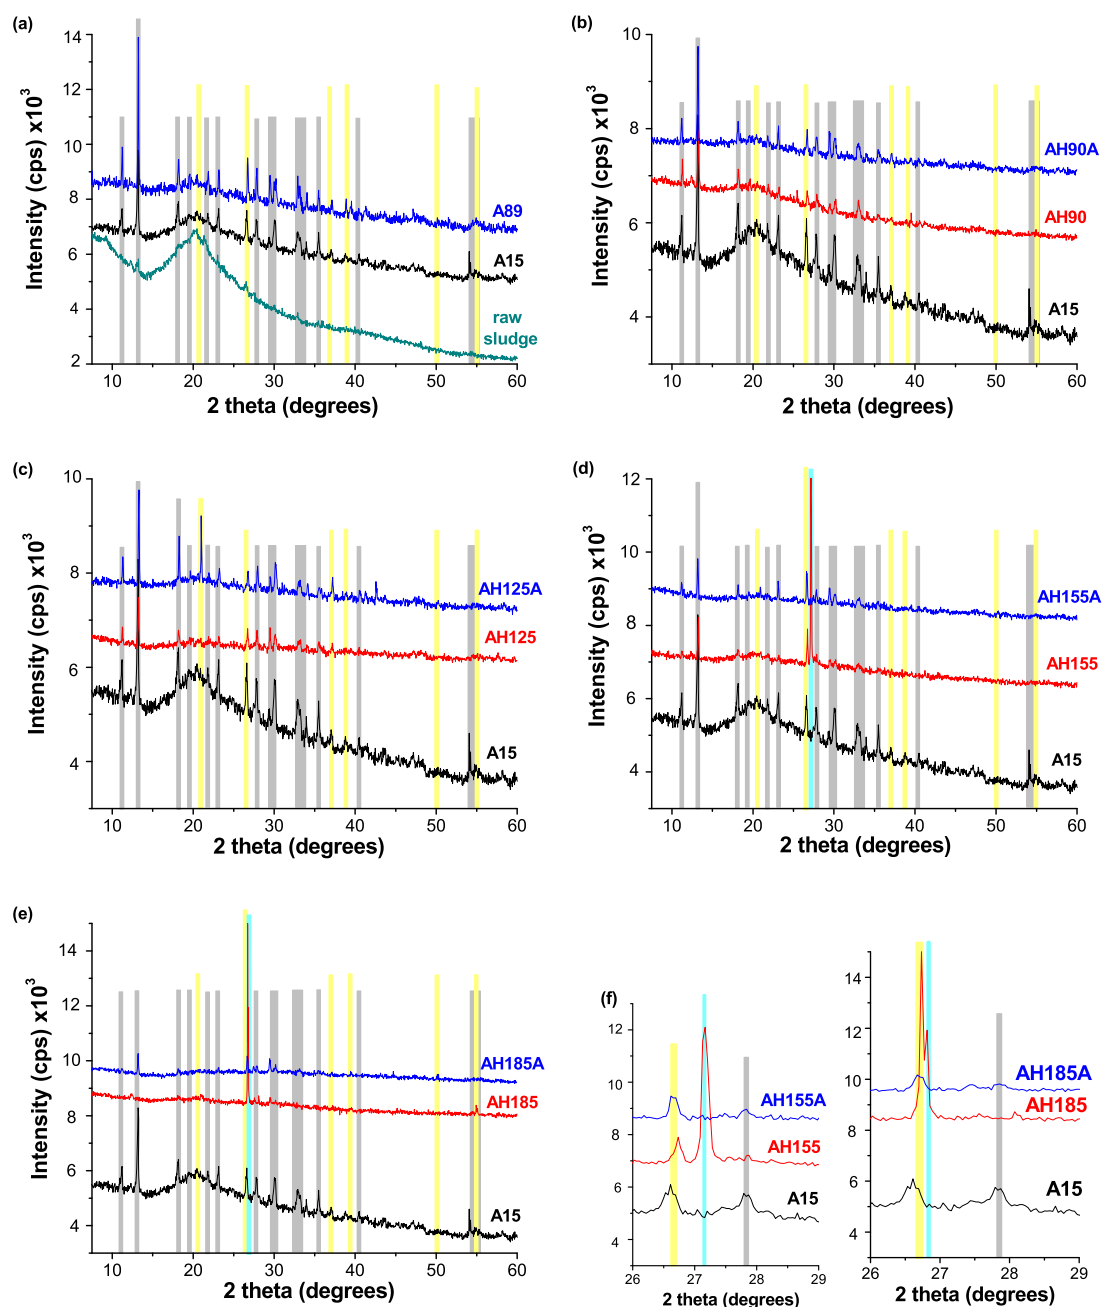 (a)
14
12
10
8
6
4
2
Intensity (cps) x10³
A89
A15
raw
sludge
10 20 30 40 50 60
2 theta (degrees)
(b)
10
8
6
4
Intensity (cps) x10³
AH90A
AH90
A15
10 20 30 40 50 60
2 theta (degrees)
(c)
10
8
6
4
Intensity (cps) x10³
AH125A
AH125
A15
10 20 30 40 50 60
2 theta (degrees)
(d)
12
10
8
6
4
Intensity (cps) x10³
AH155A
AH155
A15
10 20 30 40 50 60
2 theta (degrees)
(e)
14
12
10
8
6
4
Intensity (cps) x10³
AH185A
AH185
A15
10 20 30 40 50 60
2 theta (degrees)
(f)
12
10
8
6
4
AH155A
AH155
A15
26 27 28 29
2 theta (degrees)
14
12
10
8
6
4
AH185A
AH185
A15
26 27 28 29
2 theta (degrees)